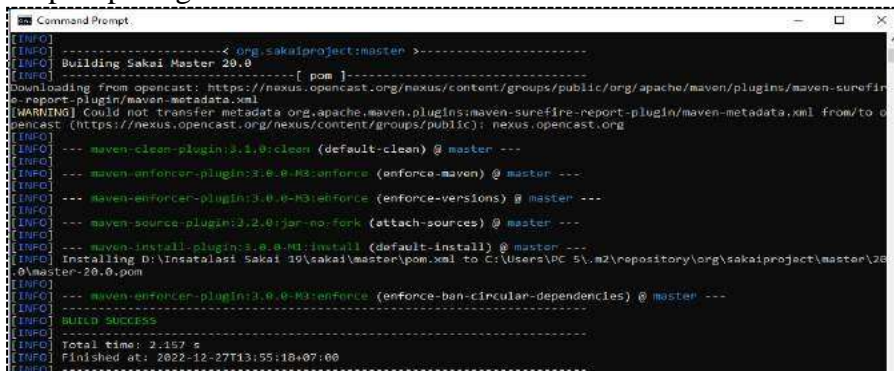 Command Prompt
[INFO]
[INFO] ----------------------< org.sakaiproject:master >-----------------------
[INFO] Building Sakai Master 20.0
[INFO] --------------------------------[ pom ]---------------------------------
Downloading from opencast: https://nexus.opencast.org/nexus/content/groups/public/org/apache/maven/plugins/maven-surefir
e-report-plugin/maven-metadata.xml
[WARNING] Could not transfer metadata org.apache.maven.plugins:maven-surefire-report-plugin/maven-metadata.xml from/to o
pencast (https://nexus.opencast.org/nexus/content/groups/public): nexus.opencast.org
[INFO]
[INFO] --- maven-clean-plugin:3.1.0:clean (default-clean) @ master ---
[INFO]
[INFO] --- maven-enforcer-plugin:3.0.0-M3:enforce (enforce-maven) @ master ---
[INFO]
[INFO] --- maven-enforcer-plugin:3.0.0-M3:enforce (enforce-versions) @ master ---
[INFO]
[INFO] --- maven-source-plugin:3.2.0:jar-no-fork (attach-sources) @ master ---
[INFO]
[INFO] --- maven-install-plugin:3.0.0-M1:install (default-install) @ master ---
[INFO] Installing D:\Insatalasi Sakai 19\sakai\master\pom.xml to C:\Users\PC 5\.m2\repository\org\sakaiproject\master\20
.0\master-20.0.pom
[INFO]
[INFO] --- maven-enforcer-plugin:3.0.0-M3:enforce (enforce-ban-circular-dependencies) @ master ---
[INFO] ------------------------------------------------------------------------
[INFO] BUILD SUCCESS
[INFO] ------------------------------------------------------------------------
[INFO] Total time: 2.157 s
[INFO] Finished at: 2022-12-27T13:55:18+07:00
[INFO] ------------------------------------------------------------------------